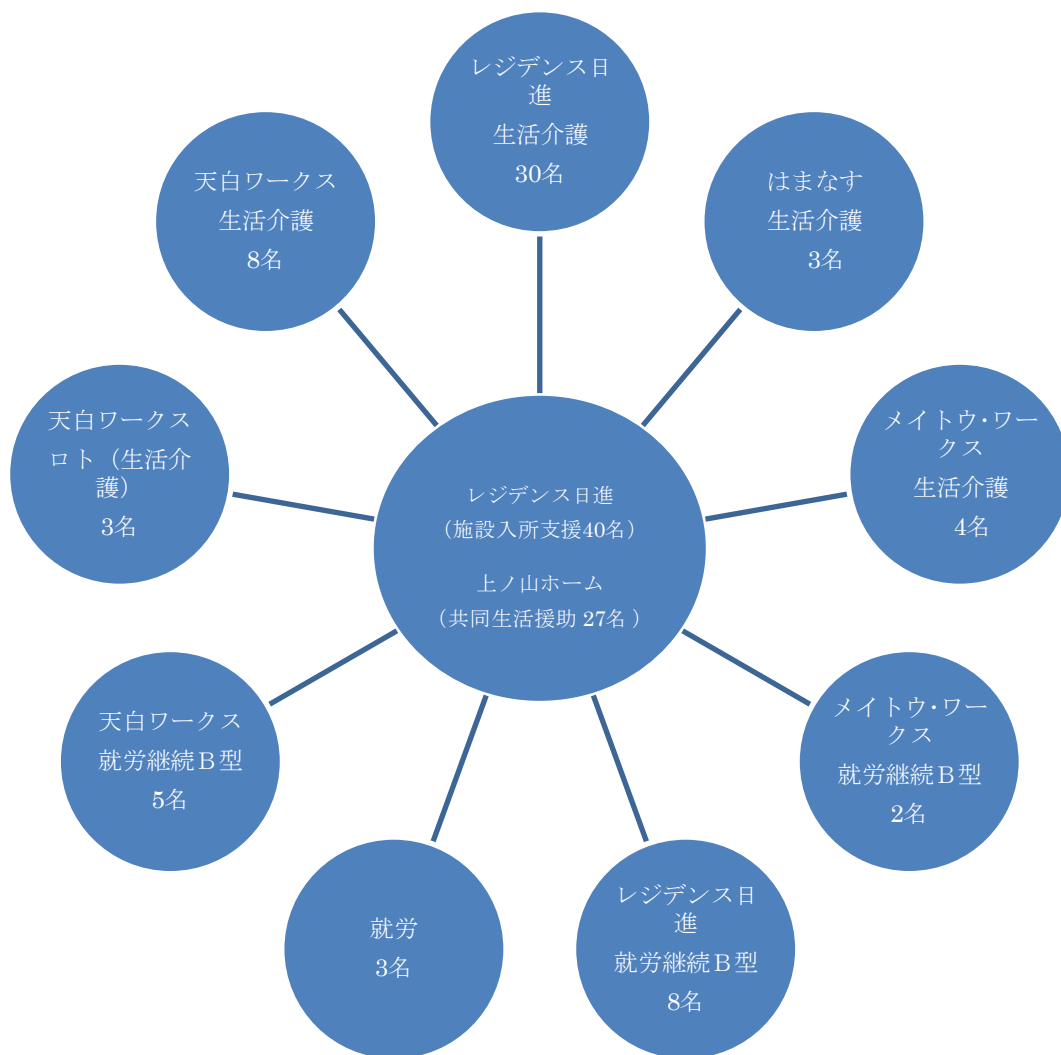 レジデンス日
進
生活介護
30名
はまなす
生活介護
3名
メイトウ・ワー
クス
生活介護
4名
メイトウ・ワー
クス
就労継続Ｂ型
2名
レジデンス日
進
就労継続Ｂ型
8名
就労
3名
天白ワークス
就労継続Ｂ型
5名
天白ワークス
ロト（生活介
護）
3名
天白ワークス
生活介護
8名
レジデンス日進
（施設入所支援40名）
上ノ山ホーム
（共同生活援助 27名 ）